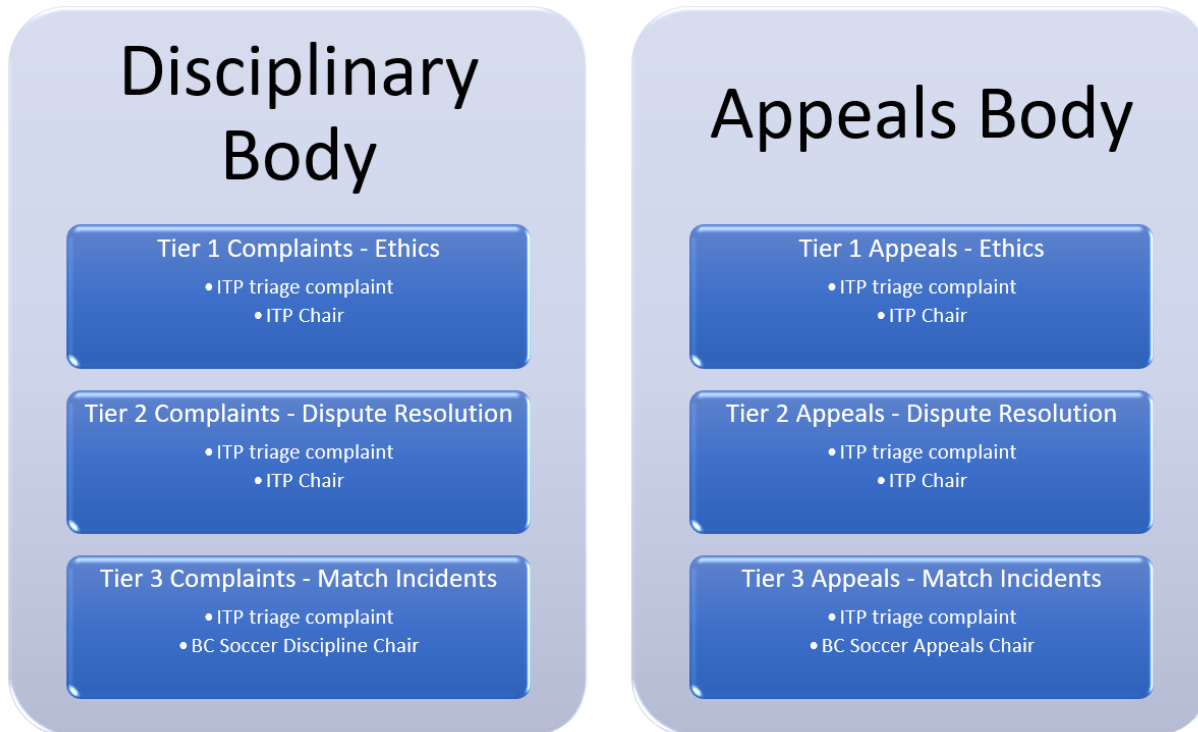 Disciplinary
Body
Tier 1 Complaints - Ethics
• ITP triage complaint
• ITP Chair
Tier 2 Complaints - Dispute Resolution
• ITP triage complaint
• ITP Chair
Tier 3 Complaints - Match Incidents
• ITP triage complaint
• BC Soccer Discipline Chair
Appeals Body
Tier 1 Appeals - Ethics
• ITP triage complaint
• ITP Chair
Tier 2 Appeals - Dispute Resolution
• ITP triage complaint
• ITP Chair
Tier 3 Appeals - Match Incidents
• ITP triage complaint
• BC Soccer Appeals Chair